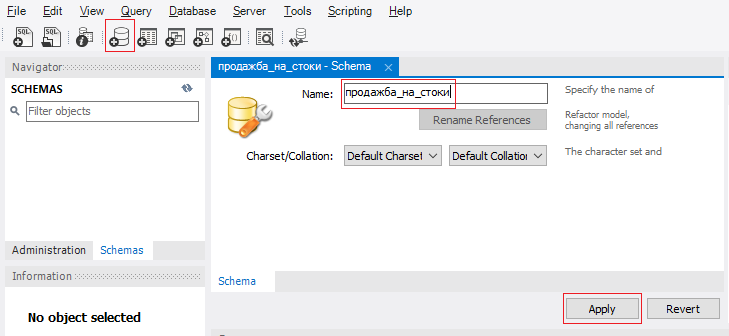 File Edit View Query Database Server Tools Scripting Help
SQL SQL
Navigator
SCHEMAS
Filter objects
Administration Schemas
Information
No object selected
продажба_на_стоки - Schema
Name: продажба_на_стоки Specify the name of
Rename References Refactor model,
changing all references
Charset/Collation: Default Charset Default Collation The character set and
Schema
Apply Revert